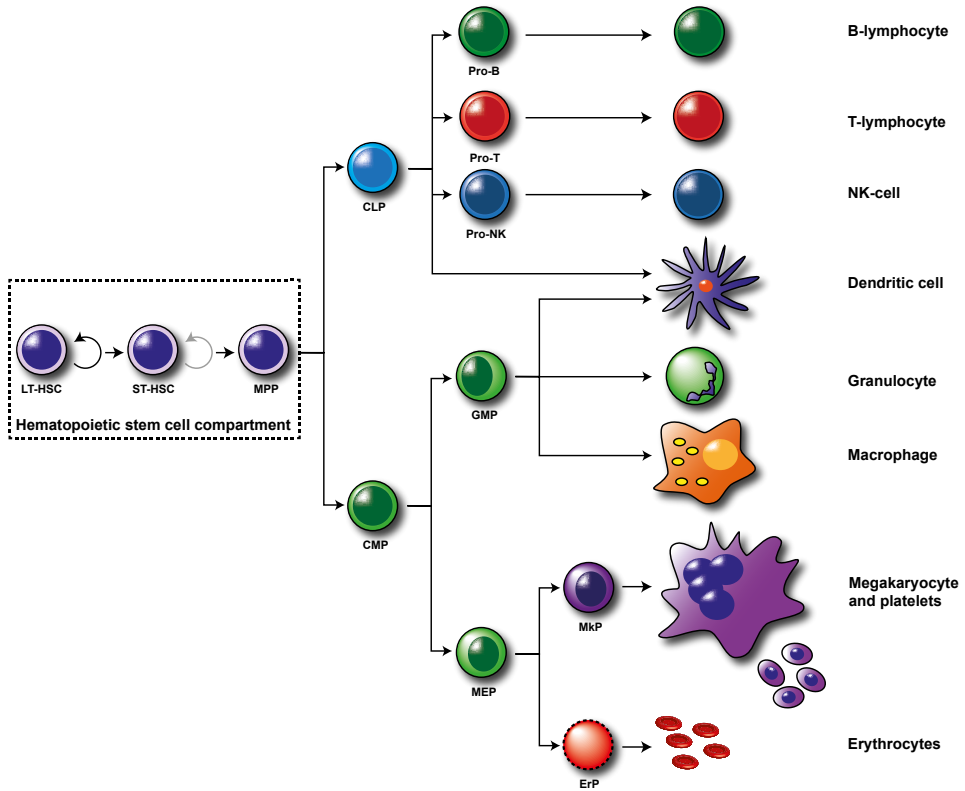 B-lymphocyte
Pro-B
T-lymphocyte
Pro-T
CLP
NK-cell
Pro-NK
Dendritic cell
LT-HSC
ST-HSC
MPP
Hematopoietic stem cell compartment
GMP
Granulocyte
Macrophage
CMP
MkP
Megakaryocyte
and platelets
MEP
ErP
Erythrocytes